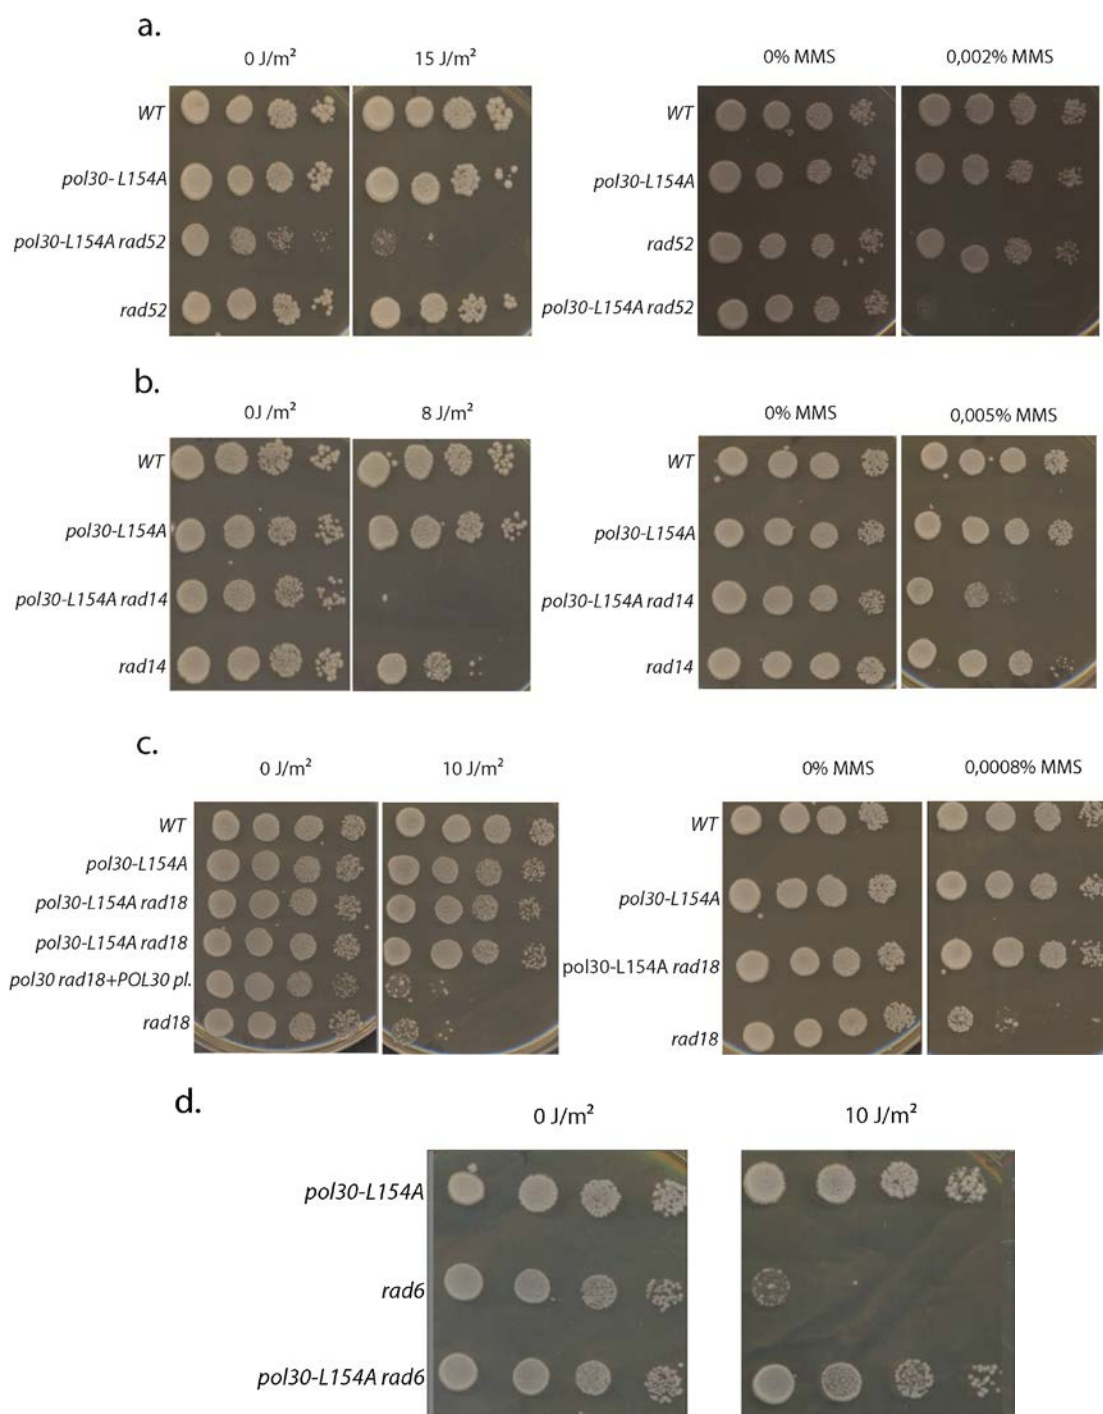 a.
0 J/m² 15 J/m² 0% MMS 0,002% MMS
WT
pol30-L154A
pol30-L154A rad52
rad52
WT
pol30-L154A
rad52
pol30-L154A rad52
b.
0J /m² 8 J/m² 0% MMS 0,005% MMS
WT
pol30-L154A
pol30-L154A rad14
rad14
WT
pol30-L154A
pol30-L154A rad14
rad14
c.
0 J/m² 10 J/m² 0% MMS 0,0008% MMS
WT
pol30-L154A
pol30-L154A rad18
pol30-L154A rad18
pol30 rad18+POL30 pl.
rad18
WT
pol30-L154A
pol30-L154A rad18
rad18
d.
0 J/m² 10 J/m²
pol30-L154A
rad6
pol30-L154A rad6